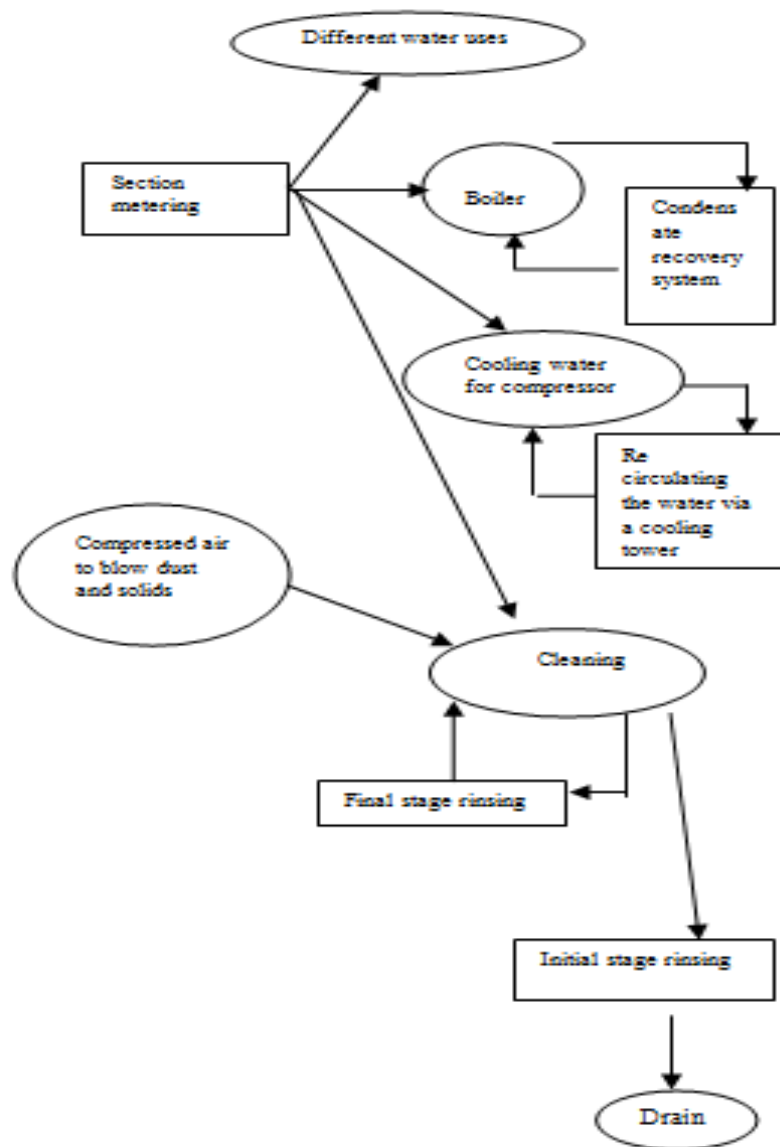 Different water uses
Section
metering
Boiler
Condens
ate
recovery
system
Cooling water
for compressor
Re
circulating
the water via
a cooling
tower
Compressed air
to blow dust
and solids
Cleaning
Final stage rinsing
Initial stage rinsing
Drain